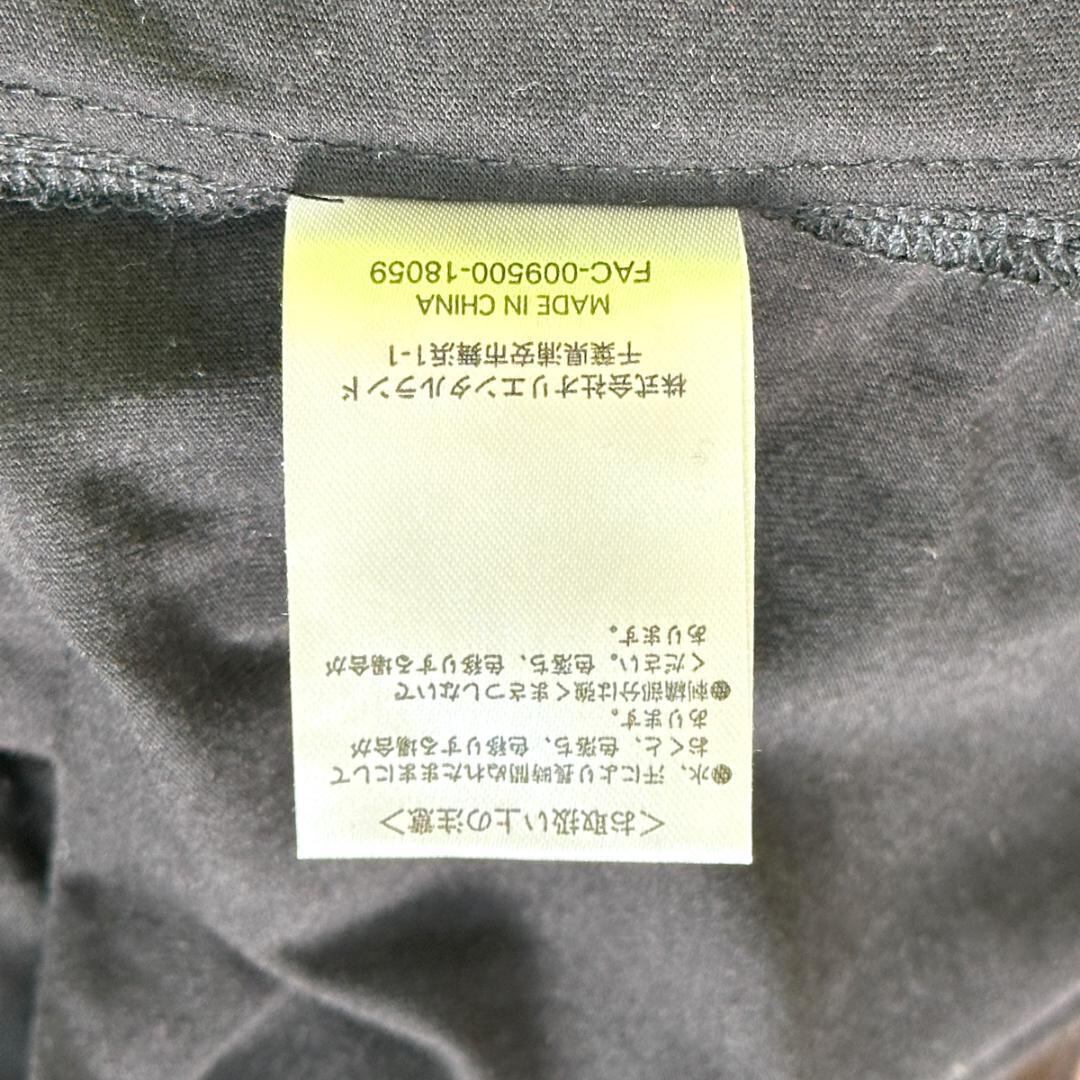 ＜お取扱い上の注意＞
●水、汗により長時間ぬれたままにして
おくと、色落ち、色移りする場合が
あります。
●刺繍部分は強くまさつしないで
ください。色落ち、色移りする場合が
あります。
株式会社オリエンタルランド
千葉県浦安市舞浜1-1
MADE IN CHINA
FAC-009500-18059